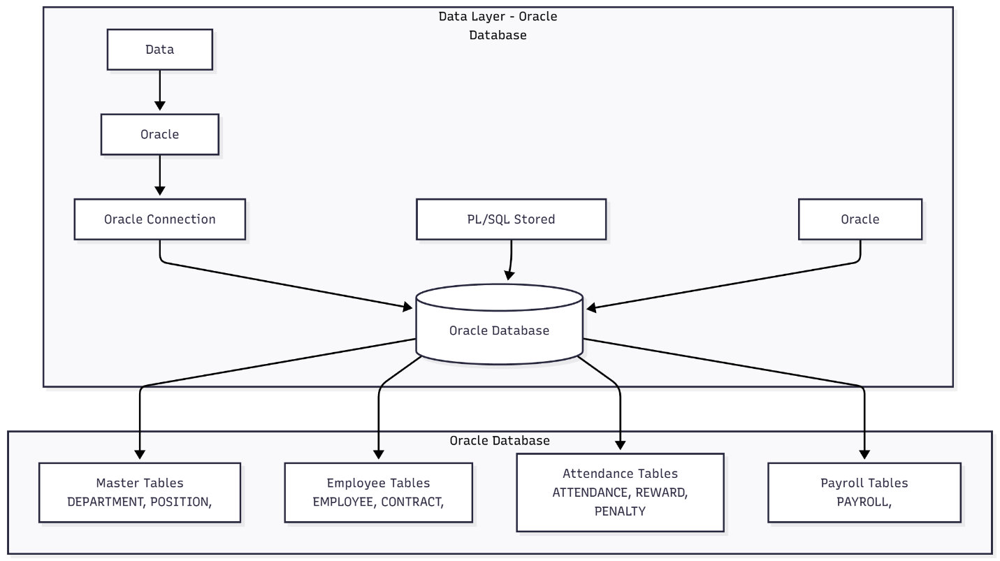 Data Layer - Oracle
Database
Data
Oracle
Oracle Connection
PL/SQL Stored
Oracle
Oracle Database
Oracle Database
Master Tables
DEPARTMENT, POSITION,
Employee Tables
EMPLOYEE, CONTRACT,
Attendance Tables
ATTENDANCE, REWARD,
PENALTY
Payroll Tables
PAYROLL,